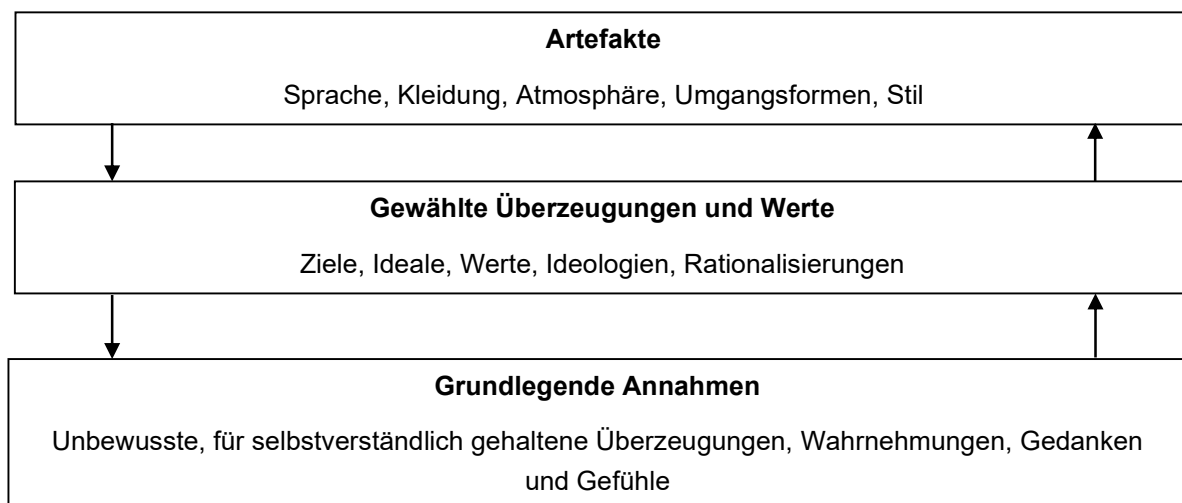 Artefakte
Sprache, Kleidung, Atmosphäre, Umgangsformen, Stil
Gewählte Überzeugungen und Werte
Ziele, Ideale, Werte, Ideologien, Rationalisierungen
Grundlegende Annahmen
Unbewusste, für selbstverständlich gehaltene Überzeugungen, Wahrnehmungen, Gedanken
und Gefühle